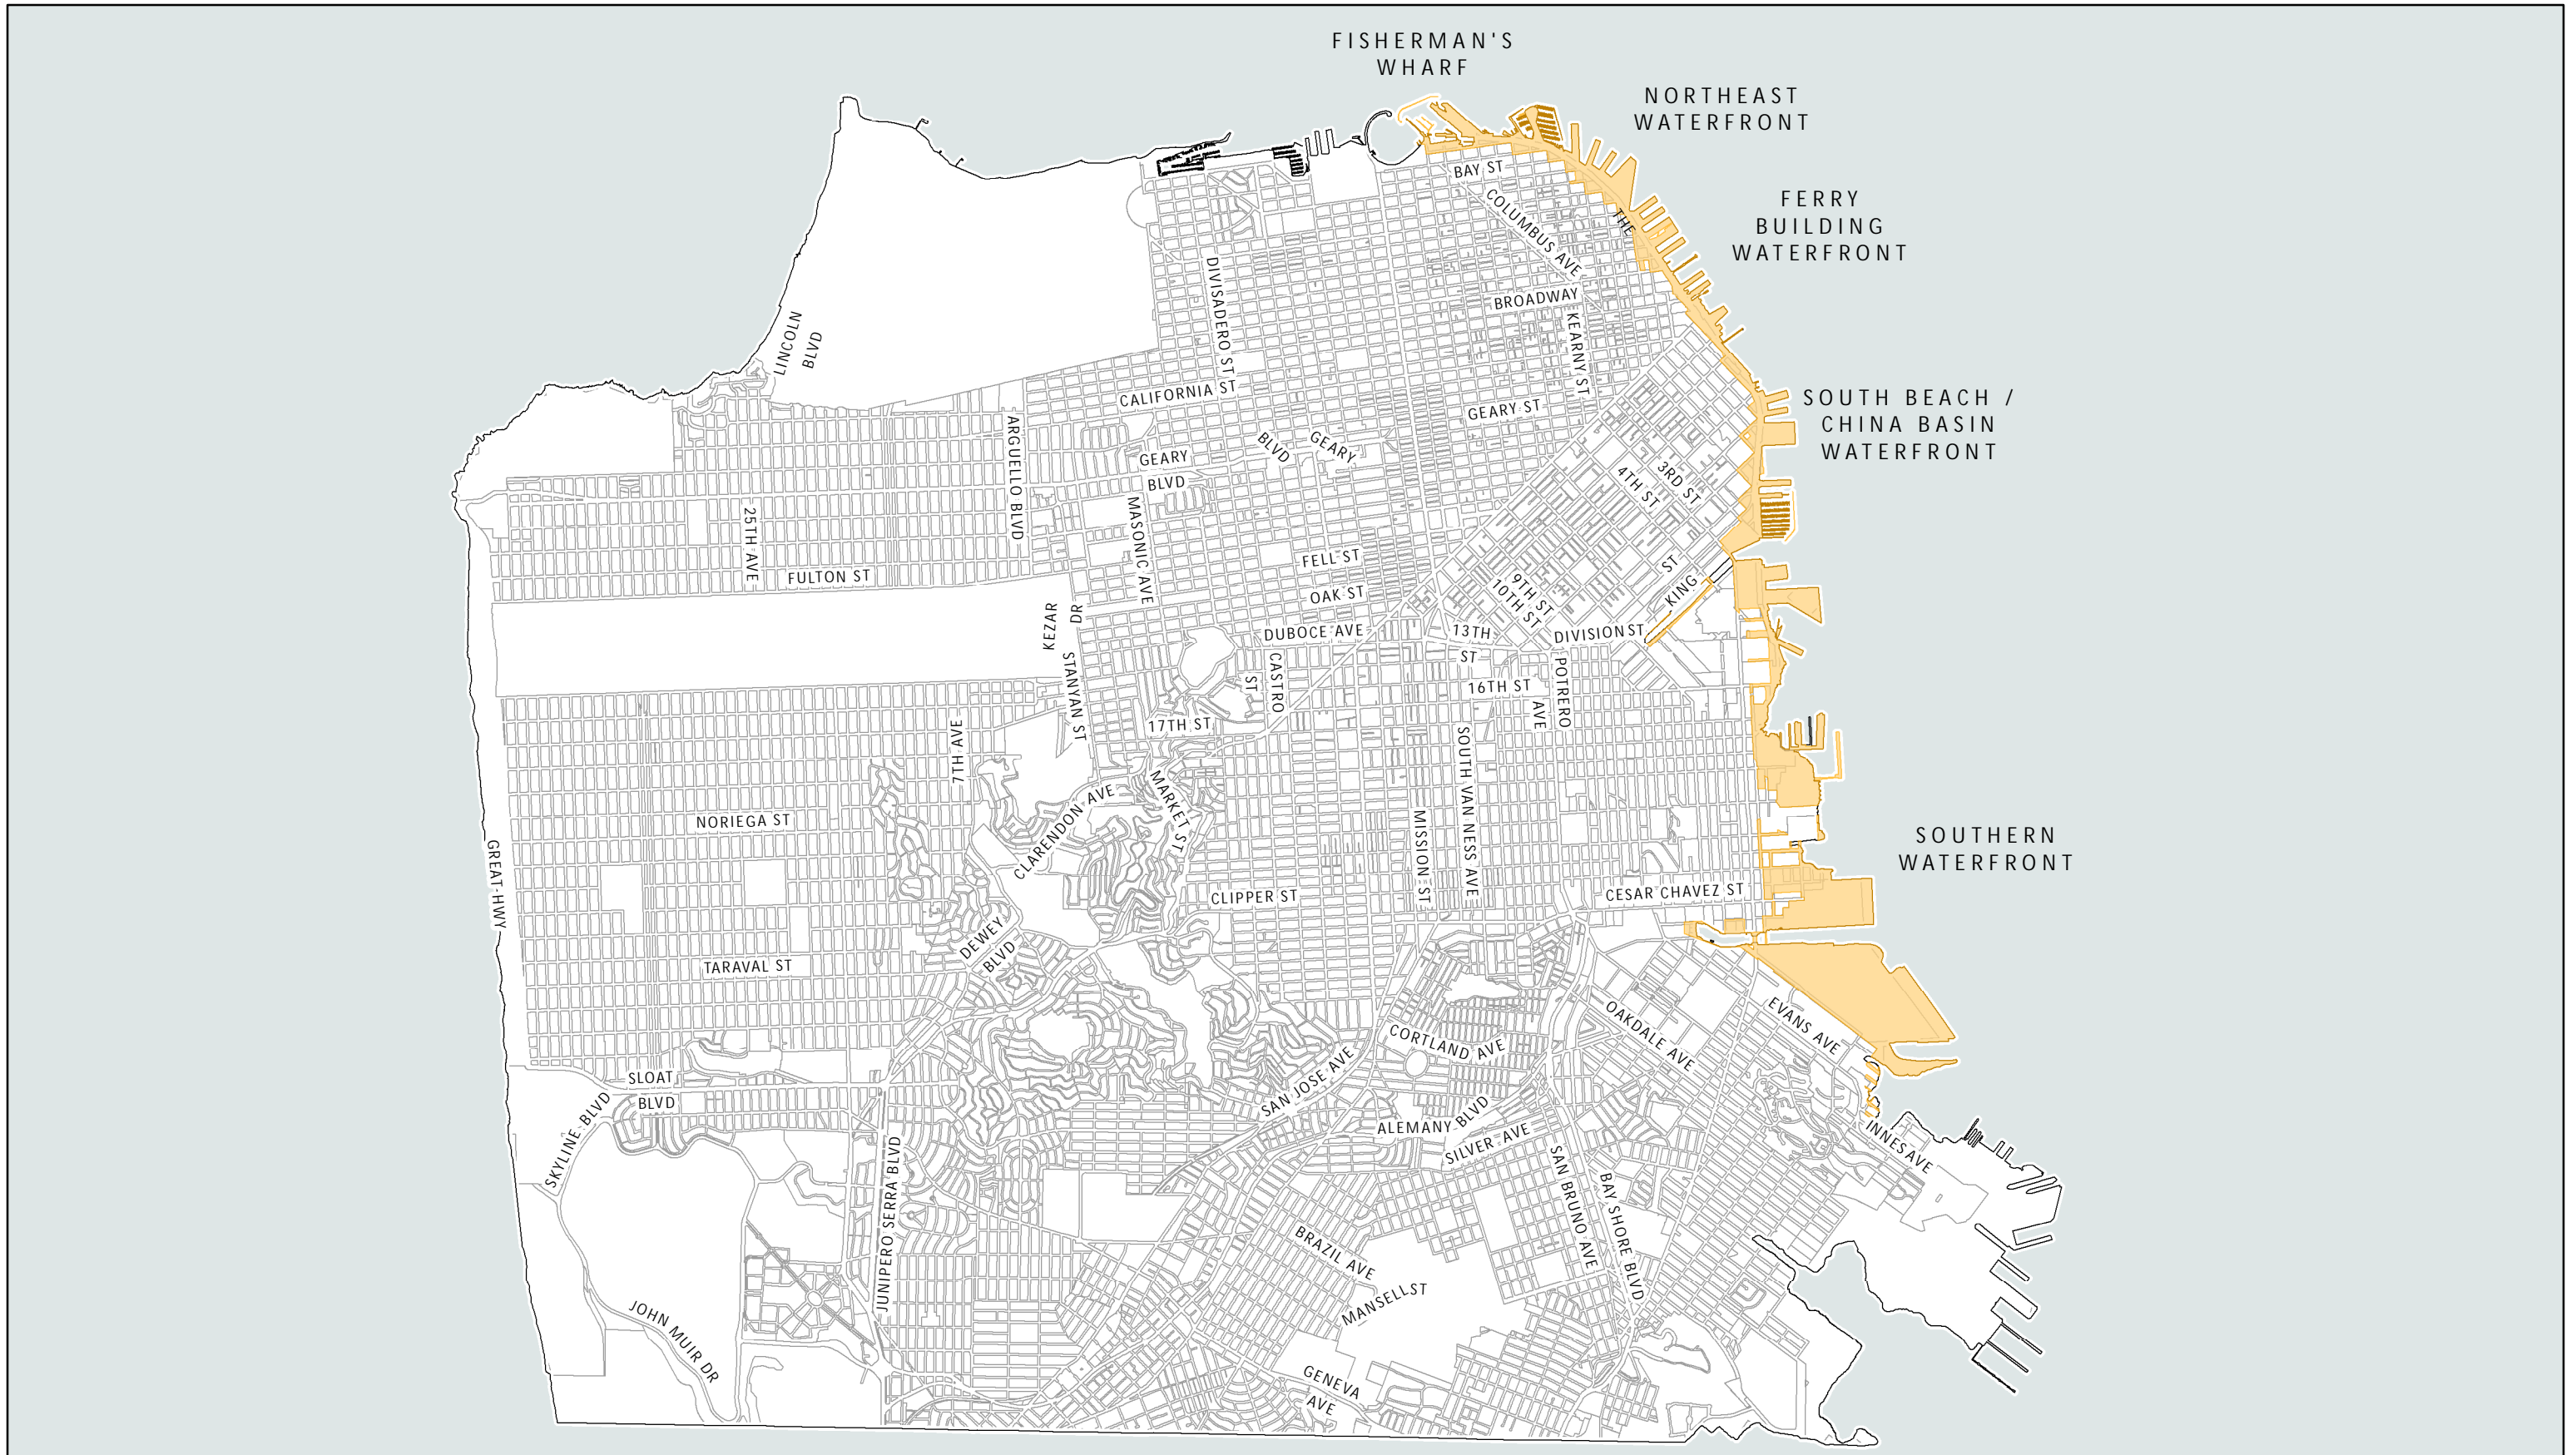 FISHERMAN'S
WHARF
NORTHEAST
WATERFRONT
FERRY
BUILDING
WATERFRONT
SOUTH BEACH /
CHINA BASIN
WATERFRONT
SOUTHERN
WATERFRONT
BAY ST
COLUMBUS AVE
THE
DIVISADERO ST
BROADWAY
KEARNY ST
LINCOLN
BLVD
CALIFORNIA ST
GEARY ST
ARGUELLO BLVD
GEARY
BLVD
BLVD
GEARY
3RD ST
4TH ST
MASONIC AVE
25TH AVE
FULTON ST
FELL ST
OAK ST
9TH ST
10TH ST
KING
ST
KEZAR
DR
DUBOCE AVE
13TH
ST
DIVISION ST
STANYAN ST
CASTRO
ST
16TH ST
POTRERO
AVE
17TH ST
7TH AVE
SOUTH VAN NESS AVE
MARKET ST
CLARENDON AVE
NORIEGA ST
MISISION ST
GREAT HWY
CLIPPER ST
CESAR CHAVEZ ST
DEWEY
BLVD
TARAVAL ST
OAKDALE AVE
EVANS AVE
CORTLAND AVE
SAN JOSE AVE
SLOAT
BLVD
SKYLINE BLVD
ALEMANY BLVD
SILVER AVE
INNES AVE
JUNIPERO SERRA BLVD
SAN BRUNO AVE
BAY SHORE BLVD
BRAZIL AVE
MANSELL ST
JOHN MUIR DR
GENEVA
AVE